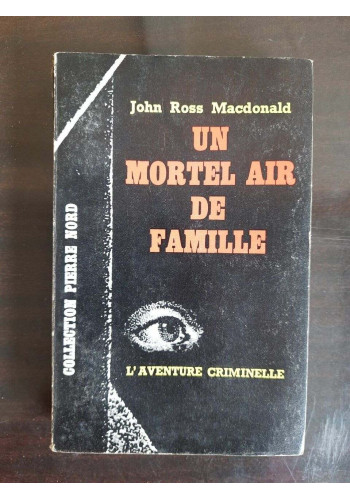 John Ross Macdonald
UN
MORTEL AIR
DE
FAMILLE
L'AVENTURE CRIMINELLE
COLLECTION PIERRE NORD